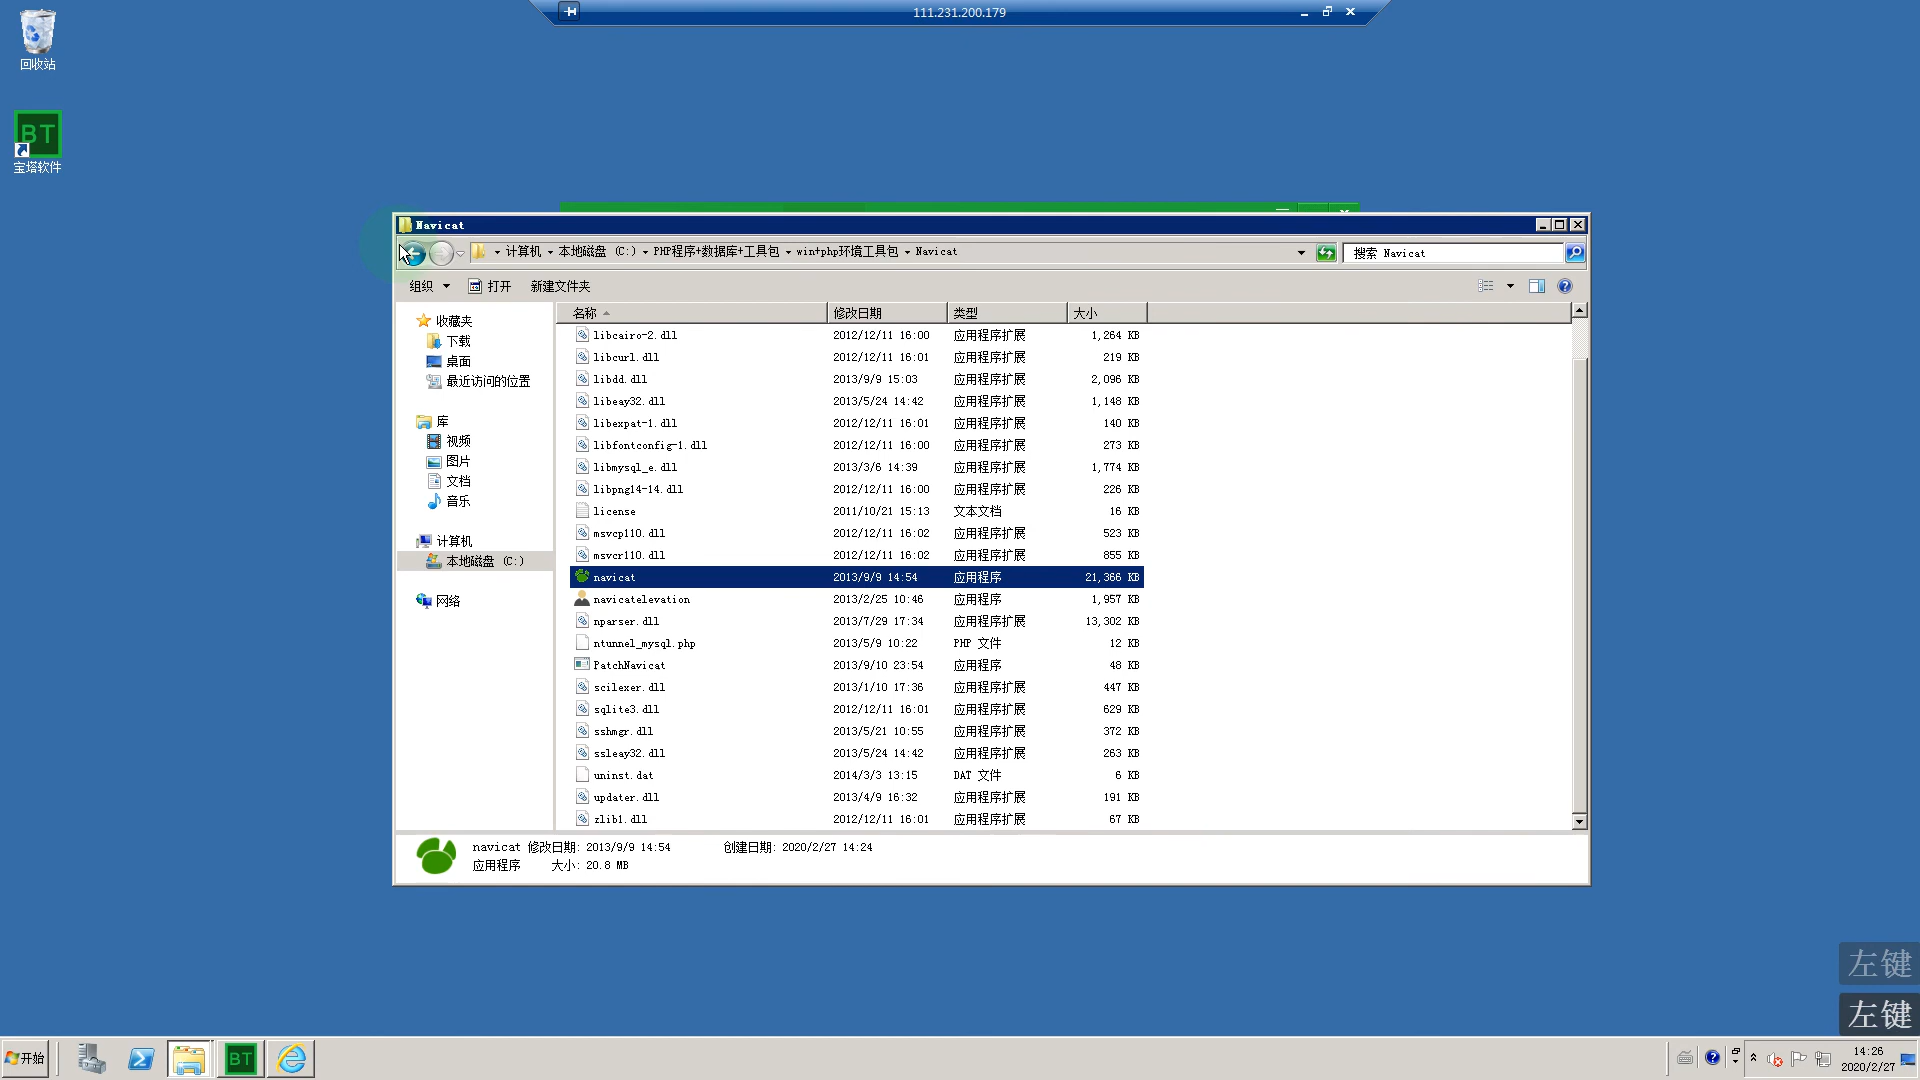 111.231.200.179
回收站
BT
宝塔软件
Navicat
计算机 本地磁盘 (C:) PHP程序+数据库+工具包 win+php环境工具包 Navicat
搜索 Navicat
组织 打开 新建文件夹
名称 修改日期 类型 大小
收藏夹
下载
桌面
最近访问的位置
库
视频
图片
文档
音乐
计算机
本地磁盘 (C:)
网络
libcairo-2.dll 2012/12/11 16:00 应用程序扩展 1,264 KB
libcurl.dll 2012/12/11 16:01 应用程序扩展 219 KB
libdd.dll 2013/9/9 15:03 应用程序扩展 2,096 KB
libeay32.dll 2013/5/24 14:42 应用程序扩展 1,148 KB
libexpat-1.dll 2012/12/11 16:01 应用程序扩展 140 KB
libfontconfig-1.dll 2012/12/11 16:00 应用程序扩展 273 KB
libmysql_e.dll 2013/3/6 14:39 应用程序扩展 1,774 KB
libpng14-14.dll 2012/12/11 16:00 应用程序扩展 226 KB
license 2011/10/21 15:13 文本文档 16 KB
msvcp110.dll 2012/12/11 16:02 应用程序扩展 523 KB
msvcr110.dll 2012/12/11 16:02 应用程序扩展 855 KB
navicat 2013/9/9 14:54 应用程序 21,366 KB
navicatelevation 2013/2/25 10:46 应用程序 1,957 KB
nparser.dll 2013/7/29 17:34 应用程序扩展 13,302 KB
ntunnel_mysql.php 2013/5/9 10:22 PHP 文件 12 KB
PatchNavicat 2013/9/10 23:54 应用程序 48 KB
scilexer.dll 2013/1/10 17:36 应用程序扩展 447 KB
sqlite3.dll 2012/12/11 16:01 应用程序扩展 629 KB
sshmgr.dll 2013/5/21 10:55 应用程序扩展 372 KB
ssleay32.dll 2013/5/24 14:42 应用程序扩展 263 KB
uninst.dat 2014/3/3 13:15 DAT 文件 6 KB
updater.dll 2013/4/9 16:32 应用程序扩展 191 KB
zlib1.dll 2012/12/11 16:01 应用程序扩展 67 KB
navicat 修改日期: 2013/9/9 14:54 创建日期: 2020/2/27 14:24
应用程序 大小: 20.8 MB
左键
左键
开始
BT
14:26
2020/2/27